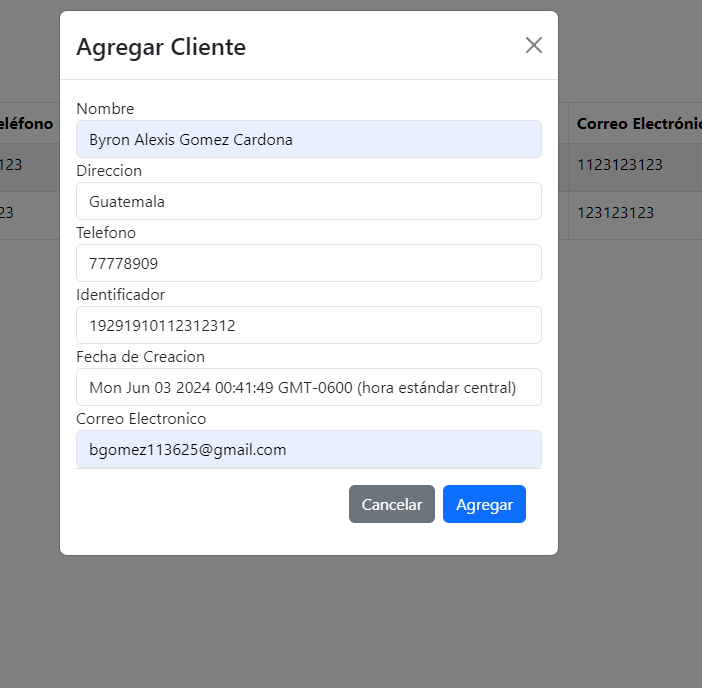 Agregar Cliente
Nombre
Byron Alexis Gomez Cardona
Direccion
Guatemala
Telefono
77778909
Identificador
19291910112312312
Fecha de Creacion
Mon Jun 03 2024 00:41:49 GMT-0600 (hora estándar central)
Correo Electronico
bgomez113625@gmail.com
Cancelar Agregar
eléfono Correo Electrónic
123 1123123123
23 123123123